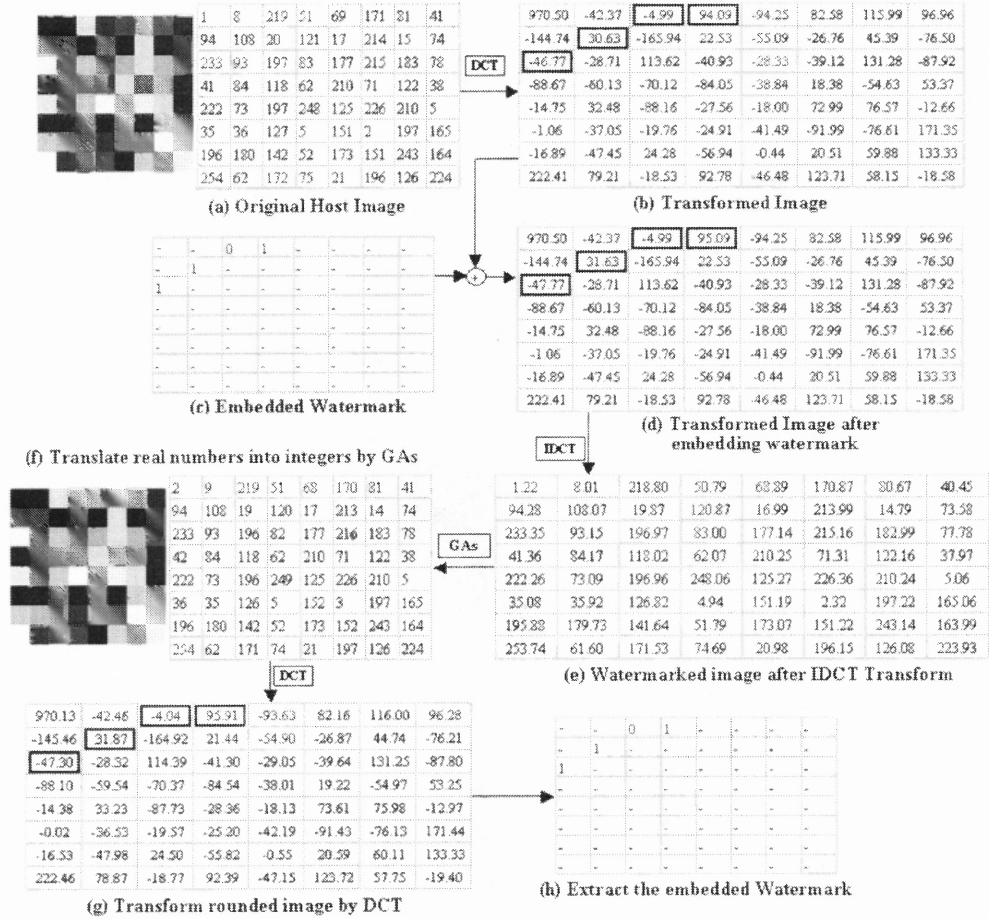 1 8 219 51 69 171 81 41
94 108 20 121 17 214 15 74
233 93 197 83 177 215 183 78
41 84 118 62 210 71 122 38
222 73 197 248 125 226 210 5
35 36 127 5 151 2 197 165
196 180 142 52 173 151 243 164
254 62 172 75 21 196 126 224
(a) Original Host Image
DCT
970.50 -42.37 -4.99 94.09 -94.25 82.58 115.99 96.96
-144.74 30.63 -165.94 22.53 -55.09 -26.76 45.39 -76.50
-46.77 -28.71 113.62 -40.93 -28.33 -39.12 131.28 -87.92
-88.67 -60.13 -70.12 -84.05 -38.84 18.38 -54.63 53.37
-14.75 32.48 -88.16 -27.56 -18.00 72.99 76.57 -12.66
-1.06 -37.05 -19.76 -24.91 -41.49 -91.99 -76.61 171.35
-16.89 -47.45 24.28 -56.94 -0.44 20.51 59.88 133.33
222.41 79.21 -18.53 92.78 -46.48 123.71 58.15 -18.58
(b) Transformed Image
- - 0 1 - - - -
- 1 - - - - - -
1 - - - - - - -
- - - - - - - -
- - - - - - - -
- - - - - - - -
- - - - - - - -
- - - - - - - -
(c) Embedded Watermark
+
970.50 -42.37 -4.99 95.09 -94.25 82.58 115.99 96.96
-144.74 31.63 -165.94 22.53 -55.09 -26.76 45.39 -76.50
-47.77 -28.71 113.62 -40.93 -28.33 -39.12 131.28 -87.92
-88.67 -60.13 -70.12 -84.05 -38.84 18.38 -54.63 53.37
-14.75 32.48 -88.16 -27.56 -18.00 72.99 76.57 -12.66
-1.06 -37.05 -19.76 -24.91 -41.49 -91.99 -76.61 171.35
-16.89 -47.45 24.28 -56.94 -0.44 20.51 59.88 133.33
222.41 79.21 -18.53 92.78 -46.48 123.71 58.15 -18.58
(d) Transformed Image after
embedding watermark
IDCT
(f) Translate real numbers into integers by GAs
2 9 219 51 68 170 81 41
94 108 19 120 17 213 14 74
233 93 196 82 177 216 183 78
42 84 118 62 210 71 122 38
222 73 196 249 125 226 210 5
36 35 126 5 152 3 197 165
196 180 142 52 173 152 243 164
254 62 171 74 21 197 126 224
GAs
1.22 8.01 218.80 50.79 68.89 170.87 80.67 40.45
94.28 108.07 19.87 120.87 16.99 213.99 14.79 73.58
233.35 93.15 196.97 83.00 177.14 215.16 182.99 77.78
41.36 84.17 118.02 62.07 210.25 71.31 122.16 37.97
222.26 73.09 196.96 248.06 125.27 226.36 210.24 5.06
35.08 35.92 126.82 4.94 151.19 2.32 197.22 165.06
195.88 179.73 141.64 51.79 173.07 151.22 243.14 163.99
253.74 61.60 171.53 74.69 20.98 196.15 126.08 223.93
(e) Watermarked image after IDCT Transform
DCT
970.13 -42.46 -4.04 95.91 -93.63 82.16 116.00 96.28
-145.46 31.87 -164.92 21.44 -54.90 -26.87 44.74 -76.21
-47.30 -28.32 114.39 -41.30 -29.05 -39.64 131.25 -87.80
-88.10 -59.54 -70.37 -84.54 -38.01 19.22 -54.97 53.25
-14.38 33.23 -87.73 -28.36 -18.13 73.61 75.98 -12.97
-0.02 -36.53 -19.57 -25.20 -42.19 -91.43 -76.13 171.44
-16.53 -47.98 24.50 -55.82 -0.55 20.59 60.11 133.33
222.46 78.87 -18.77 92.39 -47.15 123.72 57.75 -19.40
(g) Transform rounded image by DCT
- - 0 1 - - - -
- 1 - - - - - -
1 - - - - - - -
- - - - - - - -
- - - - - - - -
- - - - - - - -
- - - - - - - -
- - - - - - - -
(h) Extract the embedded Watermark